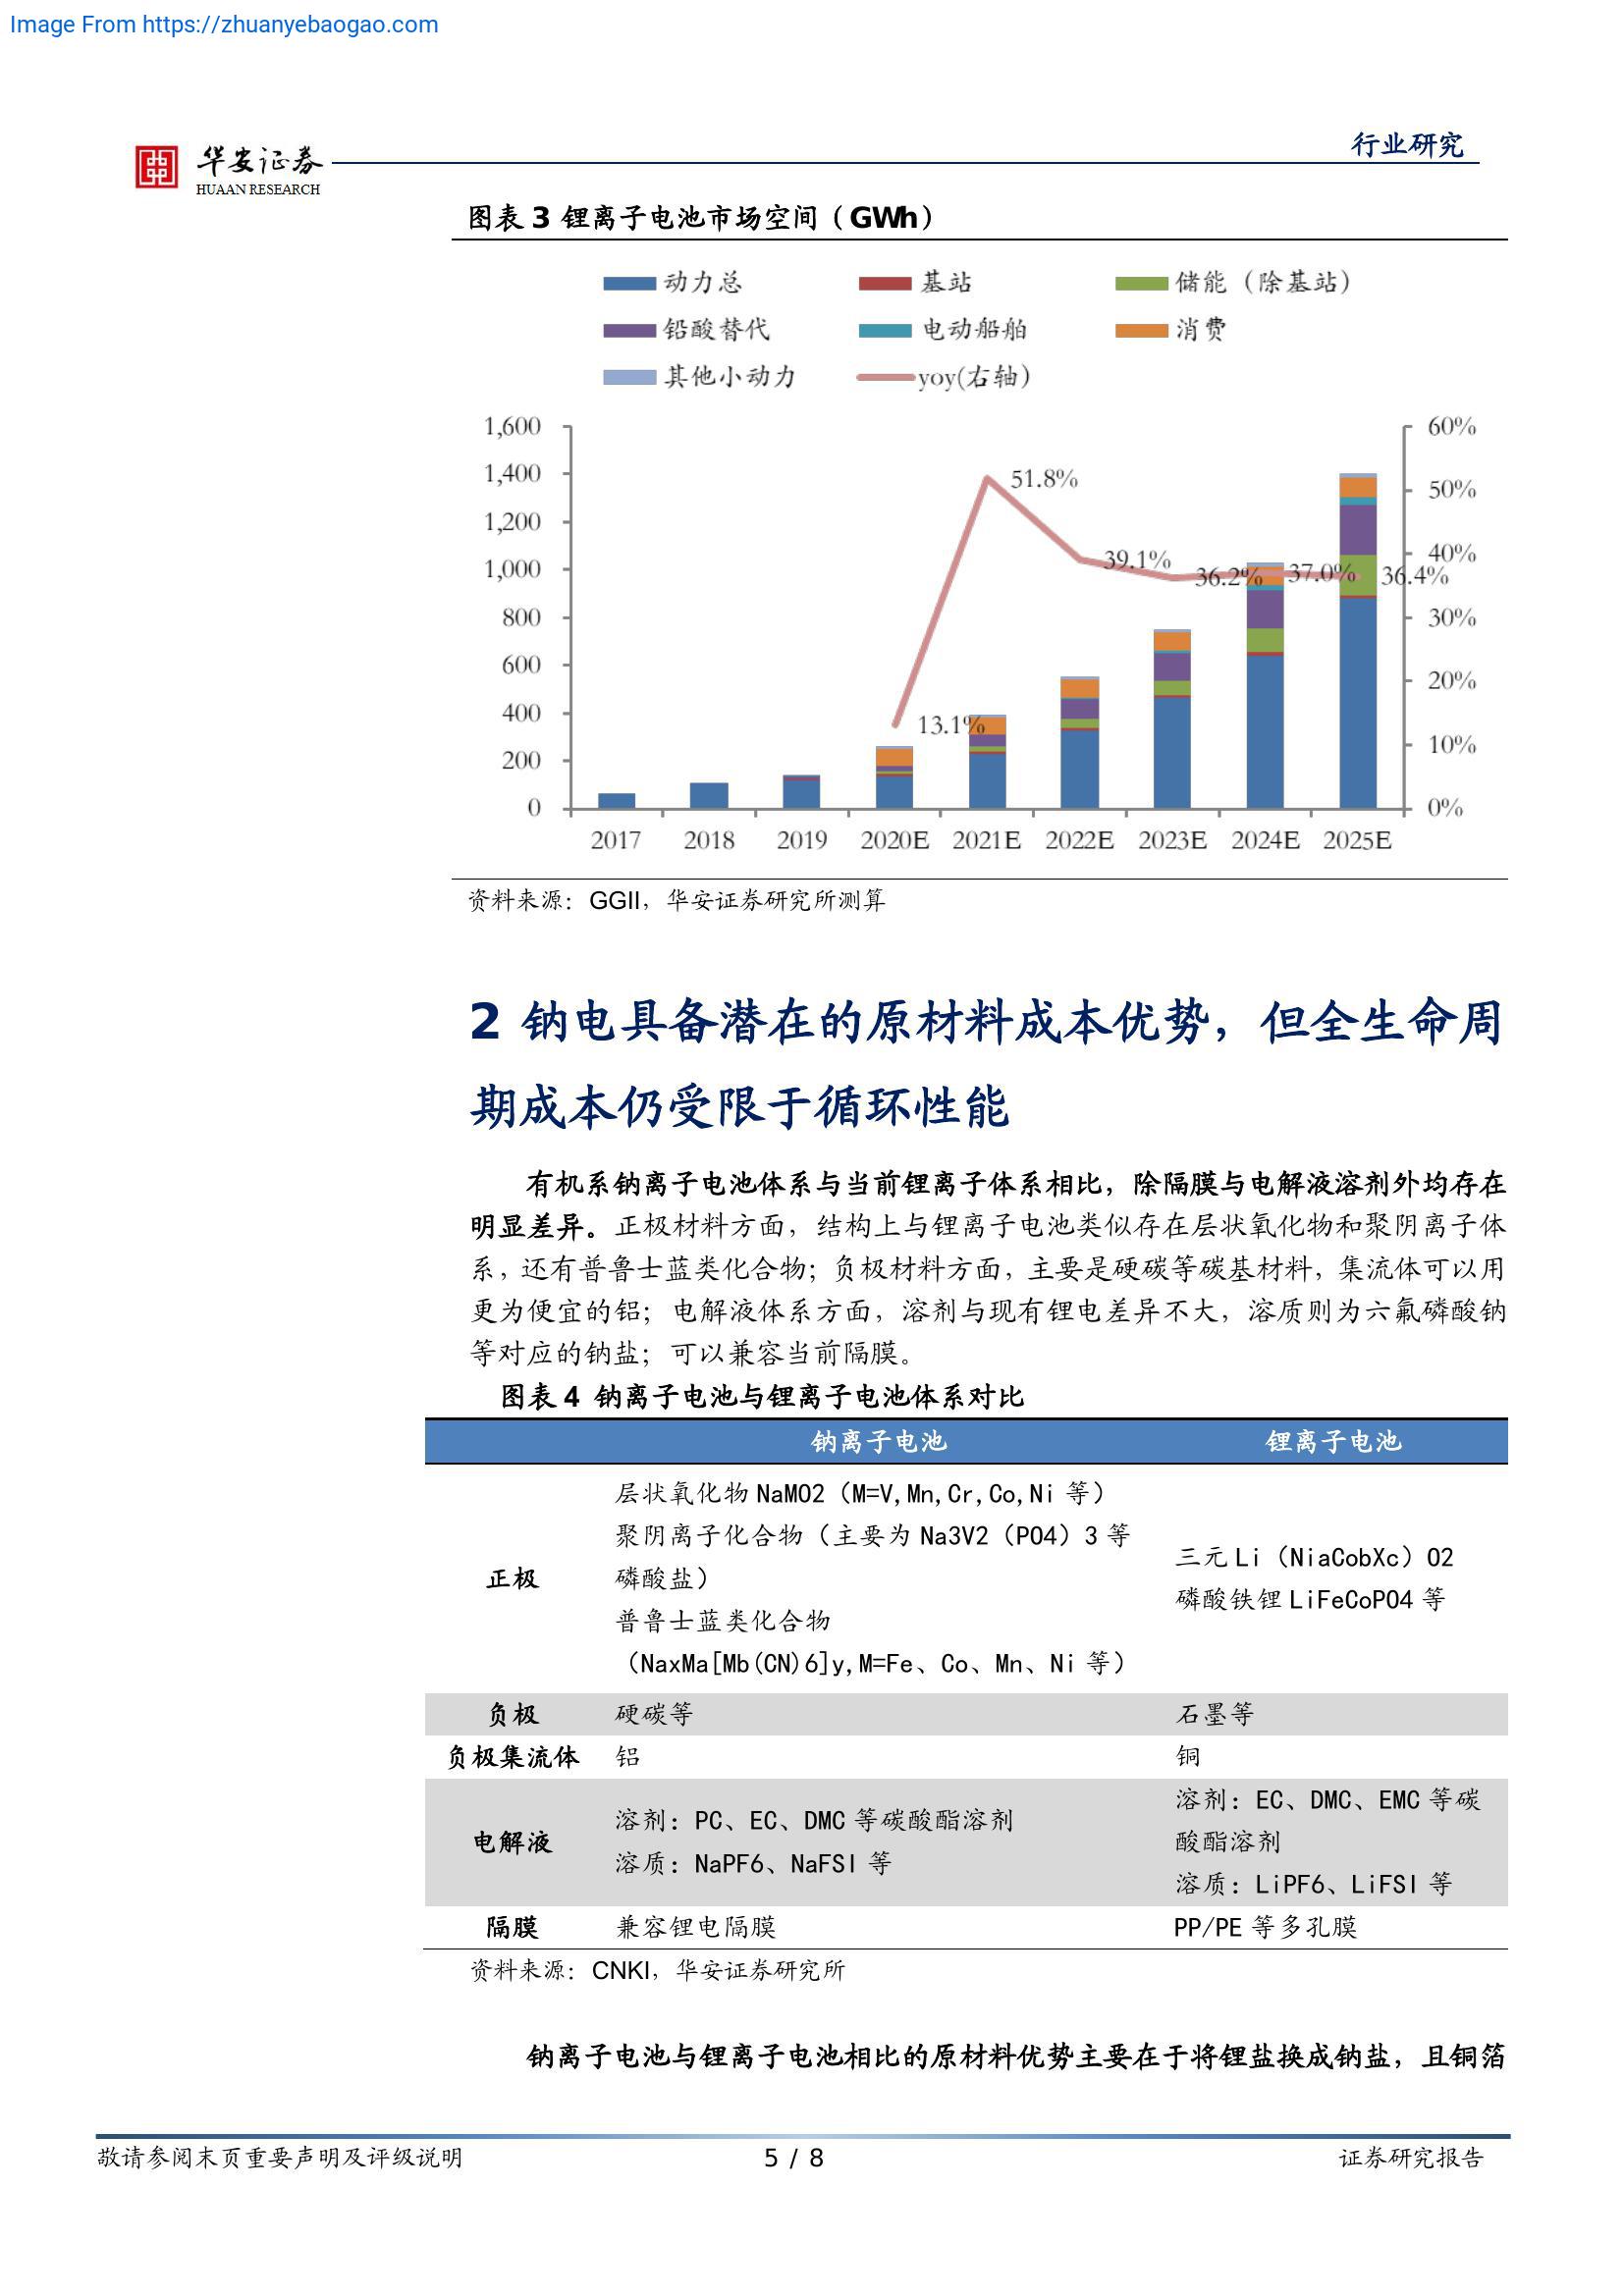 Image From https://zhuanyebaogao.com
华安证券
HUAAN RESEARCH
行业研究
图表 3 锂离子电池市场空间（GWh）
动力总 基站 储能（除基站）
铅酸替代 电动船舶 消费
其他小动力 yoy(右轴)
1,600 60%
1,400 51.8% 50%
1,200
1,000 39.1% 36.2% 37.0% 36.4% 40%
800 30%
600 20%
400 13.1% 10%
200
0 0%
2017 2018 2019 2020E 2021E 2022E 2023E 2024E 2025E
资料来源：GGII，华安证券研究所测算
2 钠电具备潜在的原材料成本优势，但全生命周
期成本仍受限于循环性能
有机系钠离子电池体系与当前锂离子体系相比，除隔膜与电解液溶剂外均存在
明显差异。正极材料方面，结构上与锂离子电池类似存在层状氧化物和聚阴离子体
系，还有普鲁士蓝类化合物；负极材料方面，主要是硬碳等碳基材料，集流体可以用
更为便宜的铝；电解液体系方面，溶剂与现有锂电差异不大，溶质则为六氟磷酸钠
等对应的钠盐；可以兼容当前隔膜。
图表 4 钠离子电池与锂离子电池体系对比
钠离子电池 锂离子电池
正极
层状氧化物 NaMO2（M=V,Mn,Cr,Co,Ni 等）
聚阴离子化合物（主要为 Na3V2（PO4）3 等
磷酸盐）
普鲁士蓝类化合物
（NaxMa[Mb(CN)6]y,M=Fe、Co、Mn、Ni 等）
三元 Li（NiaCobXc）O2
磷酸铁锂 LiFeCoPO4 等
负极 硬碳等 石墨等
负极集流体 铝 铜
电解液
溶剂：PC、EC、DMC 等碳酸酯溶剂
溶质：NaPF6、NaFSI 等
溶剂：EC、DMC、EMC 等碳
酸酯溶剂
溶质：LiPF6、LiFSI 等
隔膜 兼容锂电隔膜 PP/PE 等多孔膜
资料来源：CNKI，华安证券研究所
钠离子电池与锂离子电池相比的原材料优势主要在于将锂盐换成钠盐，且铜箔
敬请参阅末页重要声明及评级说明 5 / 8 证券研究报告